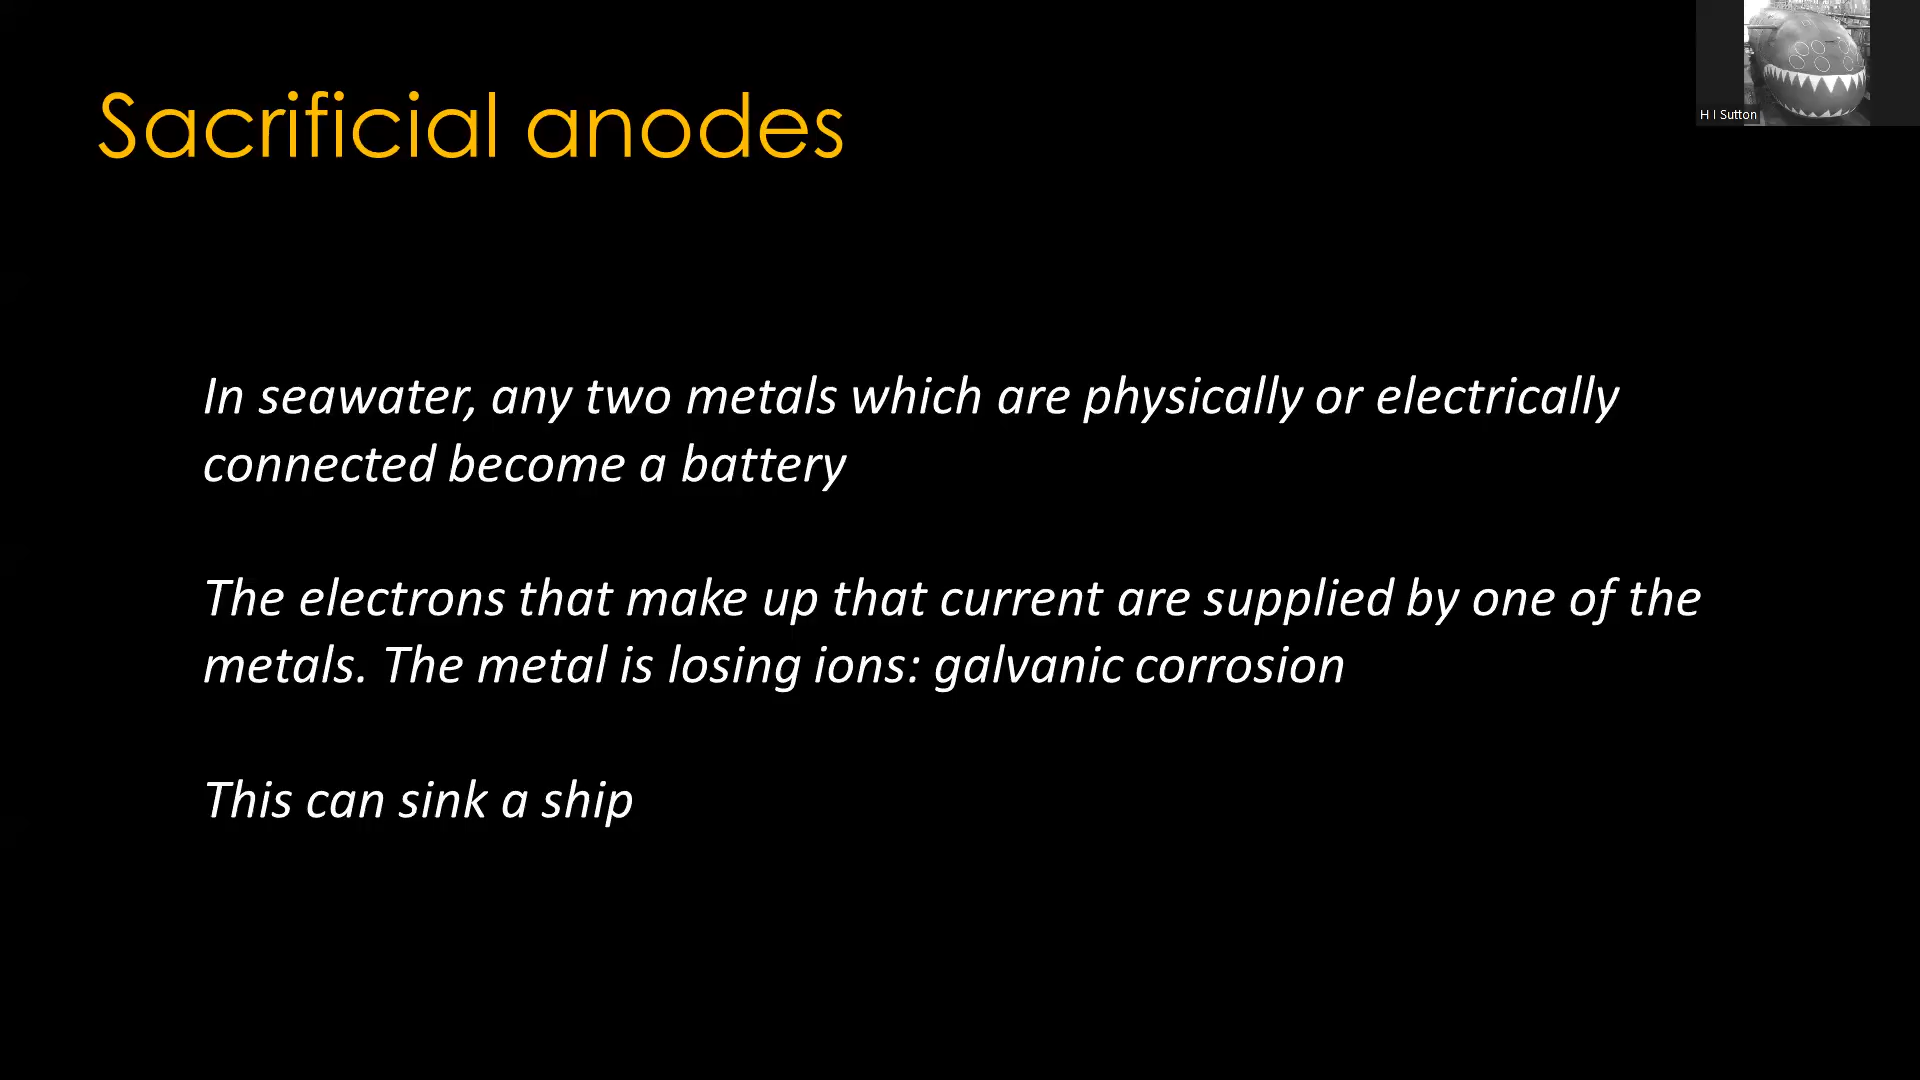 Sacrificial anodes
H I Sutton
In seawater, any two metals which are physically or electrically
connected become a battery
The electrons that make up that current are supplied by one of the
metals. The metal is losing ions: galvanic corrosion
This can sink a ship